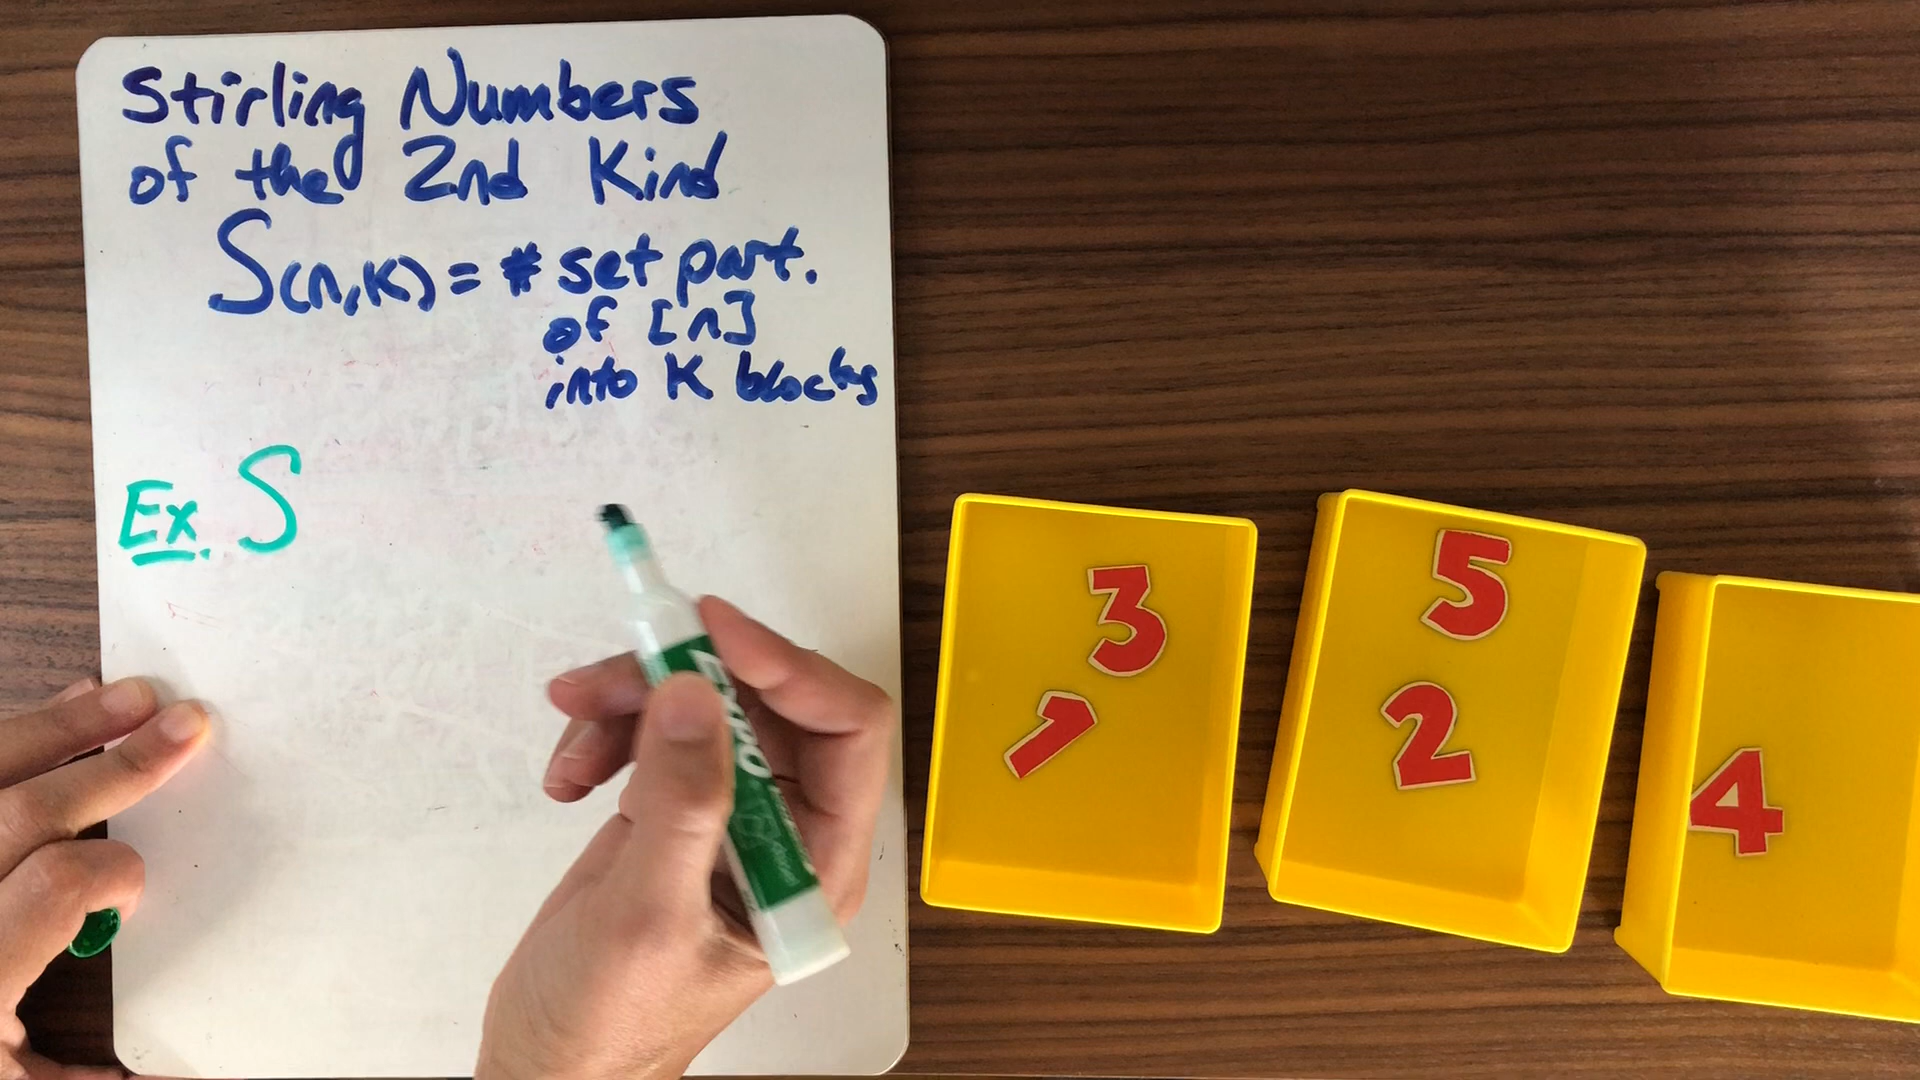 Stirling Numbers
of the 2nd Kind
S(n,K) = # set part.
of [n]
into K blocks
Ex. S
EXPO
3
1
5
2
4